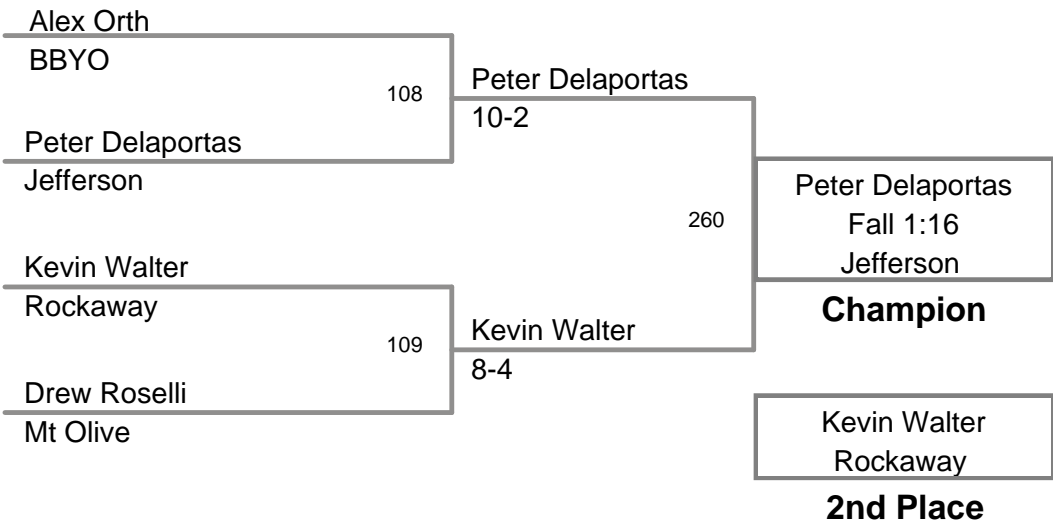 Alex Orth
BBYO
108
Peter Delaportas
10-2
Peter Delaportas
Jefferson
Peter Delaportas
Fall 1:16
Jefferson
260
Kevin Walter
Rockaway
Champion
109
Kevin Walter
8-4
Drew Roselli
Mt Olive
Kevin Walter
Rockaway
2nd Place